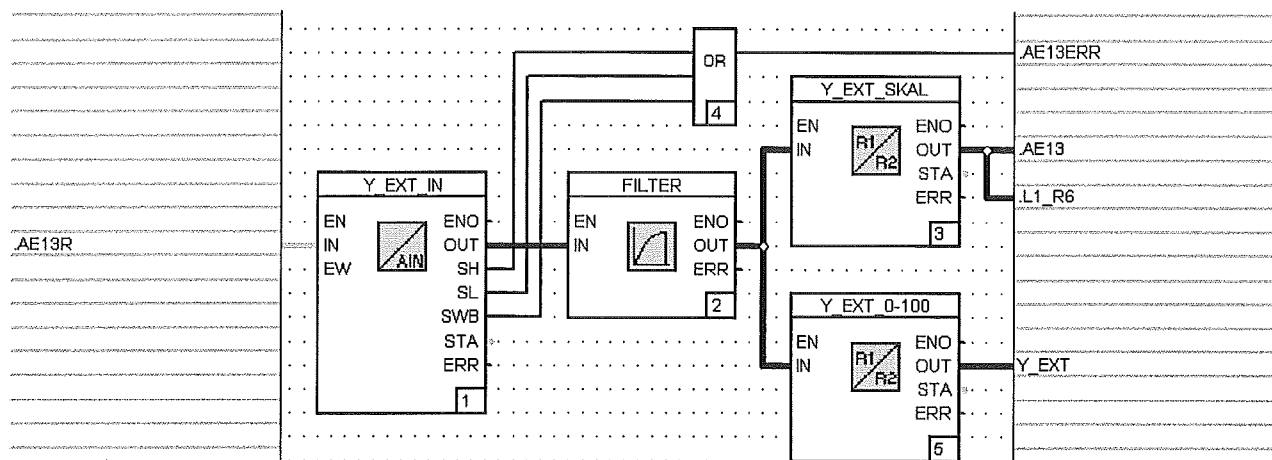 OR
4
.AE13ERR
Y_EXT_SKAL
EN
IN
R1/R2
ENO
OUT
STA
ERR
3
.AE13
.L1_R6
.AE13R
Y_EXT_IN
EN
IN
EW
AIN
ENO
OUT
SH
SL
SWB
STA
ERR
1
FILTER
EN
IN
ENO
OUT
ERR
2
Y_EXT_0-100
EN
IN
R1/R2
ENO
OUT
STA
ERR
5
Y_EXT